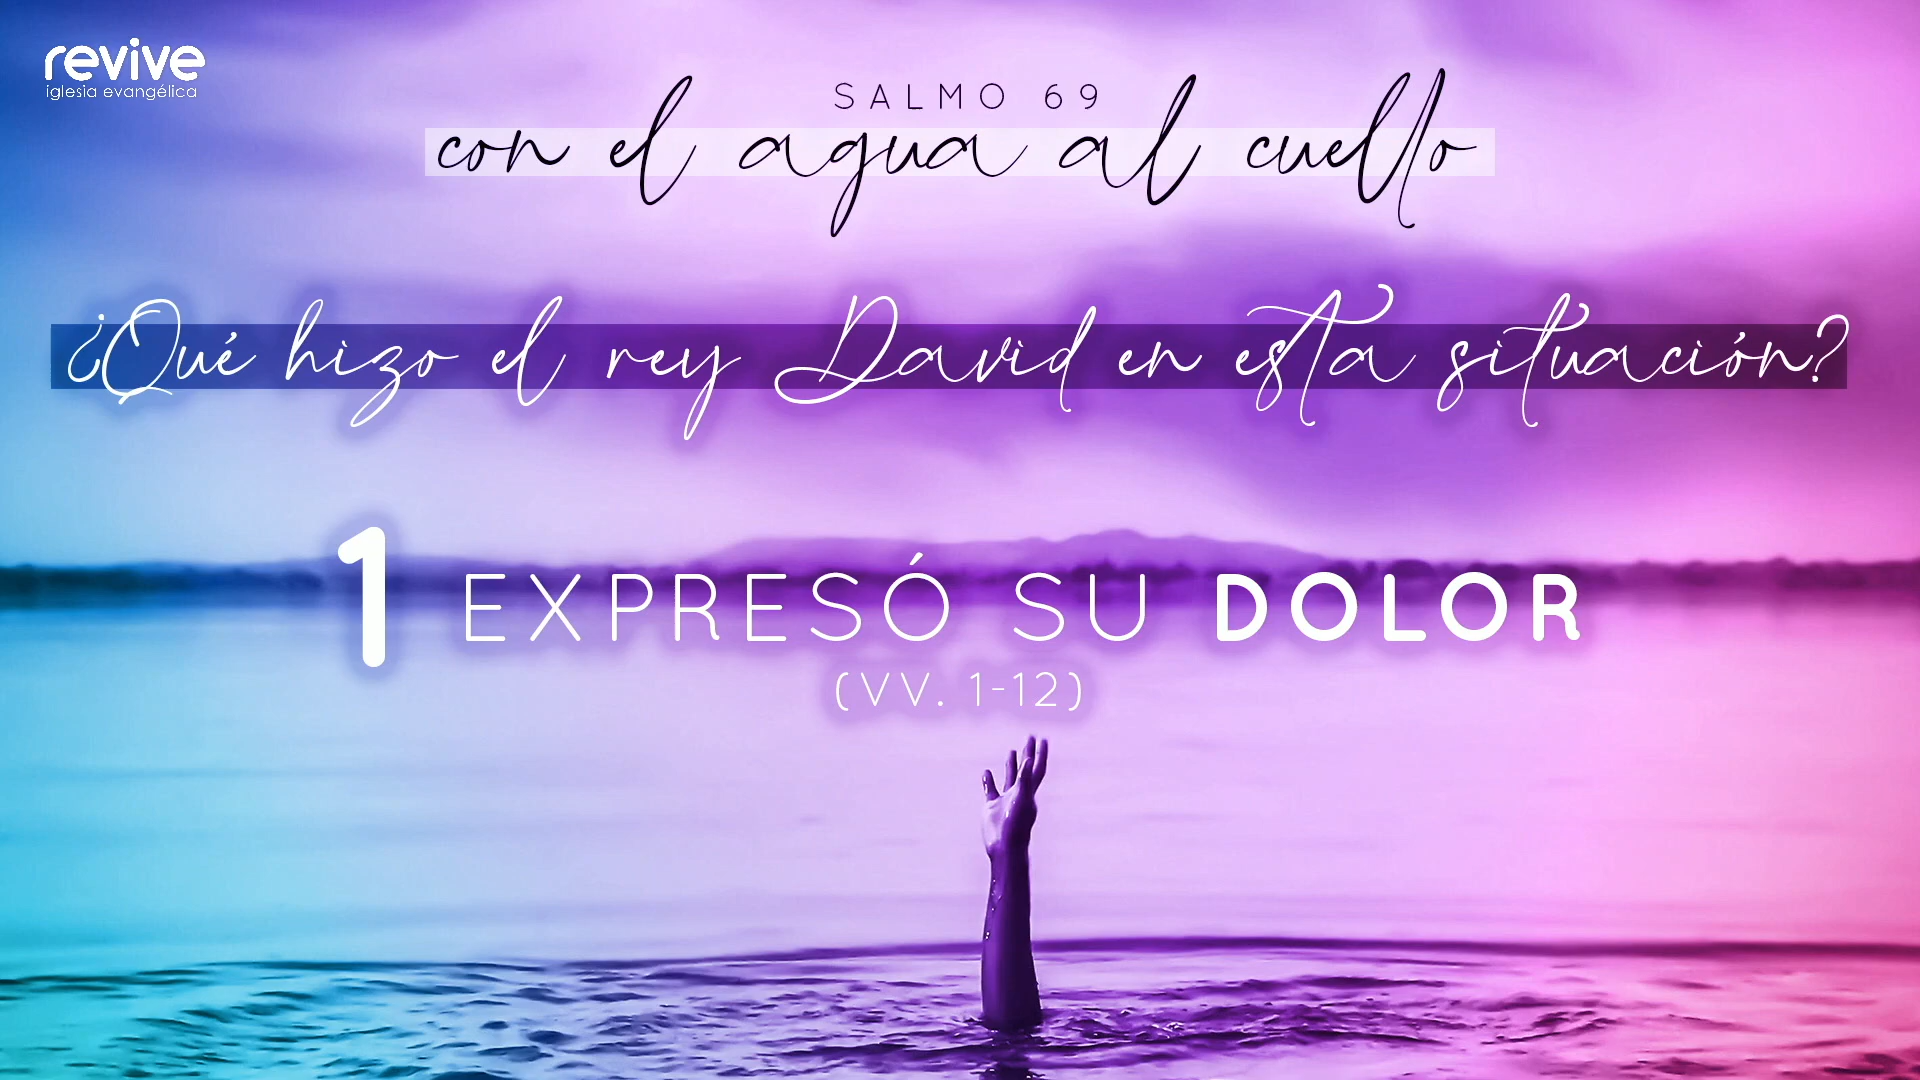 revive
iglesia evangélica
SALMO 69
con el agua al cuello
¿Qué hizo el rey David en esta situación?
1 EXPRESÓ SU DOLOR
(VV. 1-12)